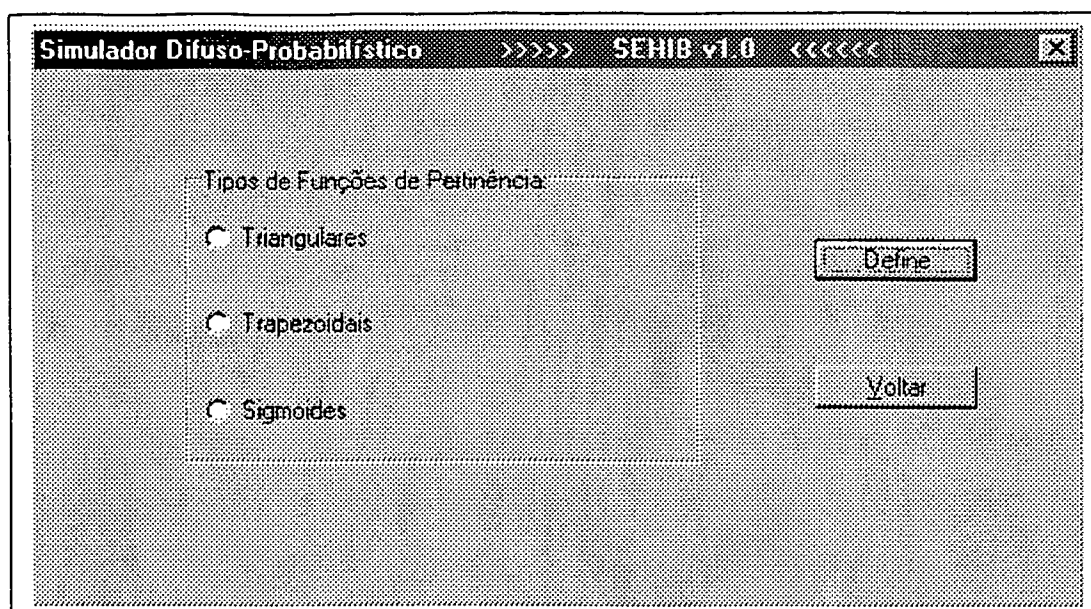 Simulador Difuso-Probabilístico >>>>> SEHIB v1.0 <<<<<<
Tipos de Funções de Pertinência:
Triangulares
Define
Trapezoidais
Voltar
Sigmoides